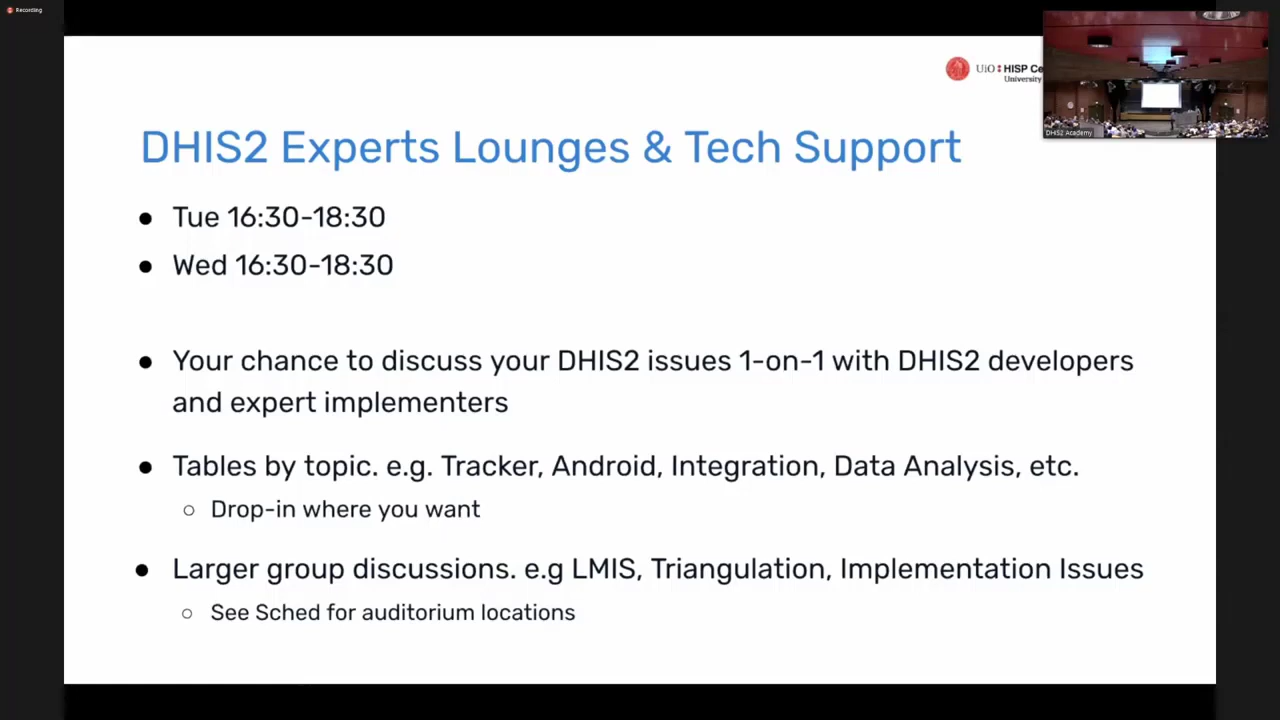 Recording
UiO HISP Ce
University
DHIS2 Academy
DHIS2 Experts Lounges & Tech Support
Tue 16:30-18:30
Wed 16:30-18:30
Your chance to discuss your DHIS2 issues 1-on-1 with DHIS2 developers
and expert implementers
Tables by topic. e.g. Tracker, Android, Integration, Data Analysis, etc.
Drop-in where you want
Larger group discussions. e.g LMIS, Triangulation, Implementation Issues
See Sched for auditorium locations